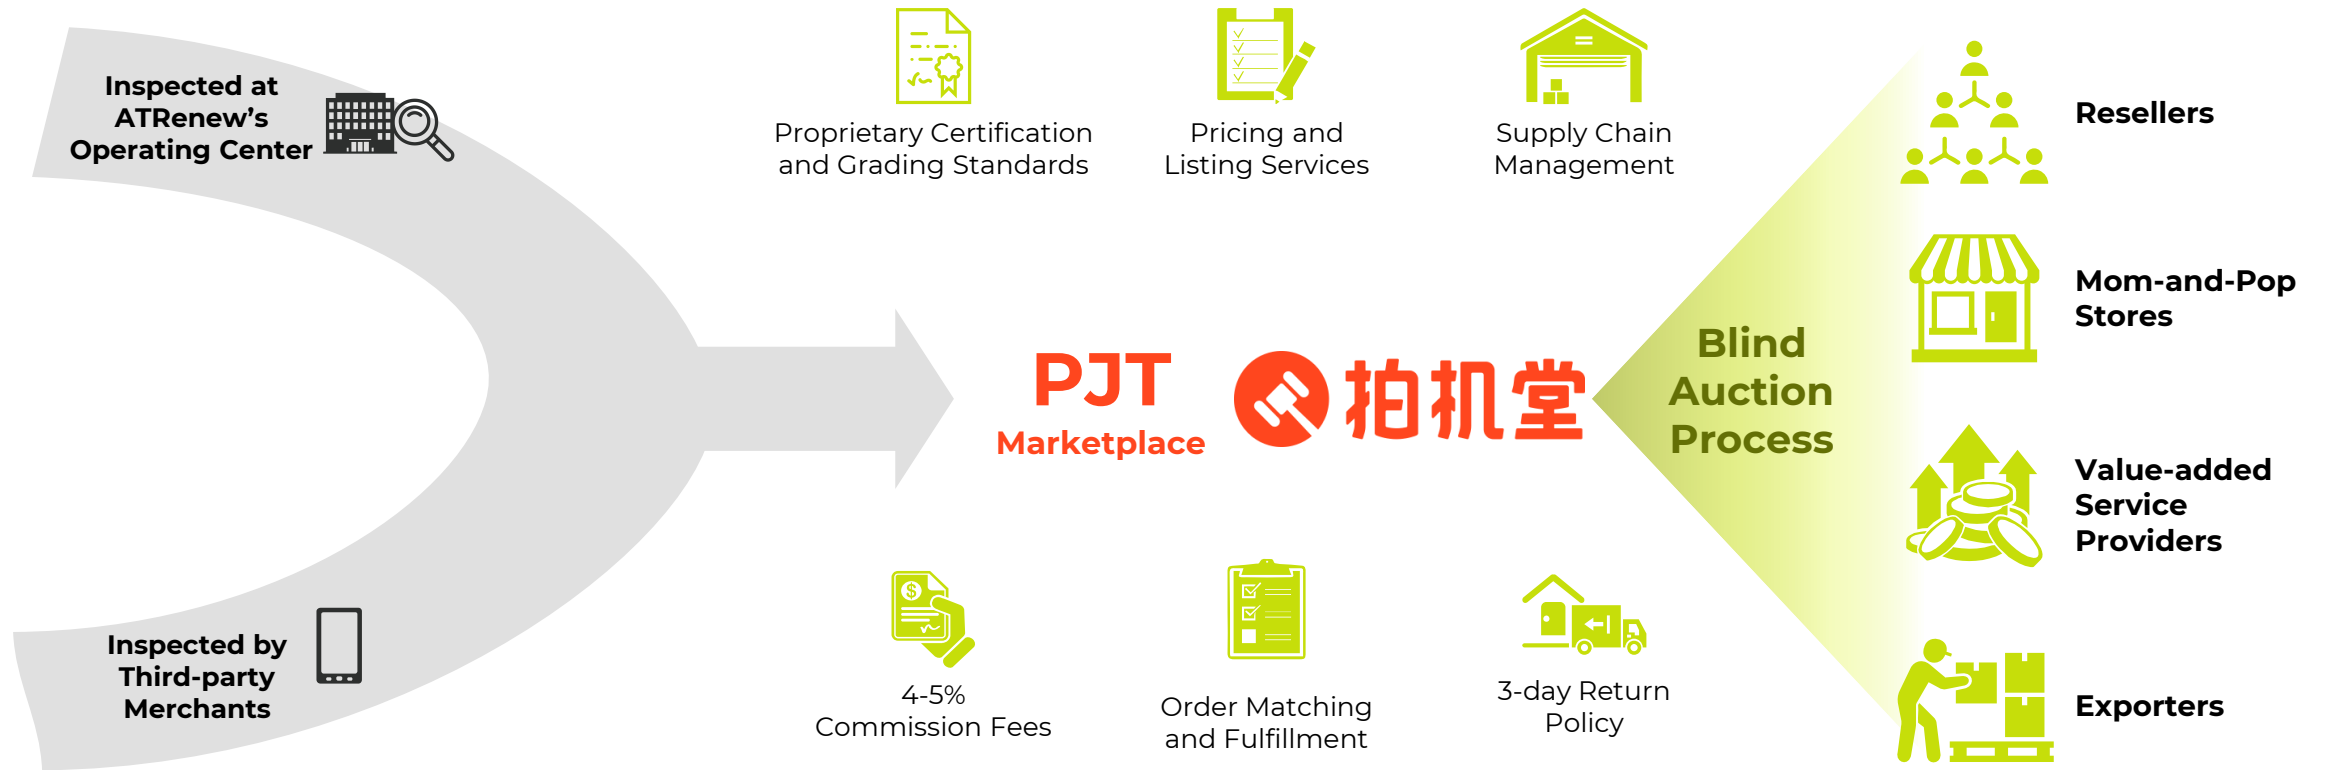 Inspected at
ATRenew’s
Operating Center
Inspected by
Third-party
Merchants
Proprietary Certification
and Grading Standards
Pricing and
Listing Services
Supply Chain
Management
PJT
Marketplace
拍机堂
4-5%
Commission Fees
Order Matching
and Fulfillment
3-day Return
Policy
Blind
Auction
Process
Resellers
Mom-and-Pop
Stores
Value-added
Service
Providers
Exporters